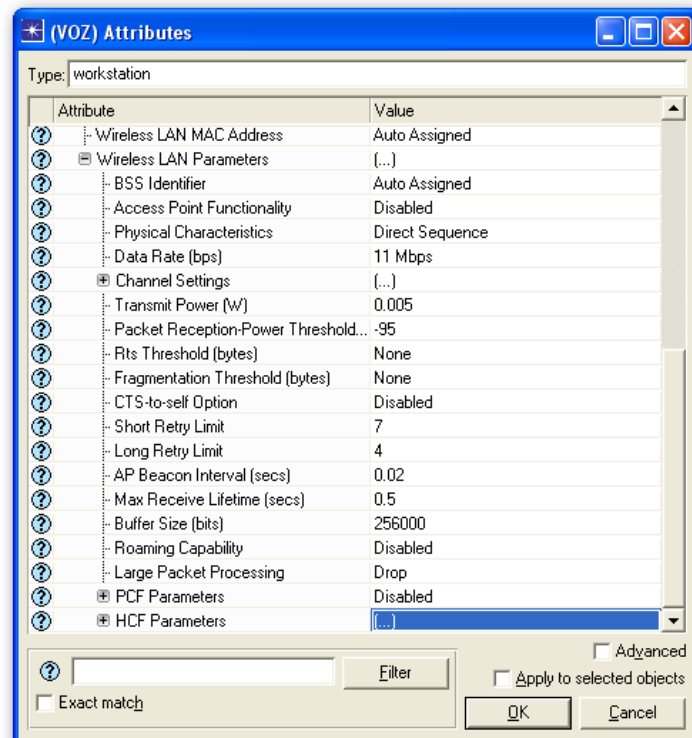 (VOZ) Attributes
Type: workstation
Attribute Value
Wireless LAN MAC Address Auto Assigned
Wireless LAN Parameters (...)
BSS Identifier Auto Assigned
Access Point Functionality Disabled
Physical Characteristics Direct Sequence
Data Rate (bps) 11 Mbps
Channel Settings (...)
Transmit Power (W) 0.005
Packet Reception-Power Threshold... -95
Rts Threshold (bytes) None
Fragmentation Threshold (bytes) None
CTS-to-self Option Disabled
Short Retry Limit 7
Long Retry Limit 4
AP Beacon Interval (secs) 0.02
Max Receive Lifetime (secs) 0.5
Buffer Size (bits) 256000
Roaming Capability Disabled
Large Packet Processing Drop
PCF Parameters Disabled
HCF Parameters (...)
Advanced
Filter
Apply to selected objects
Exact match
OK Cancel